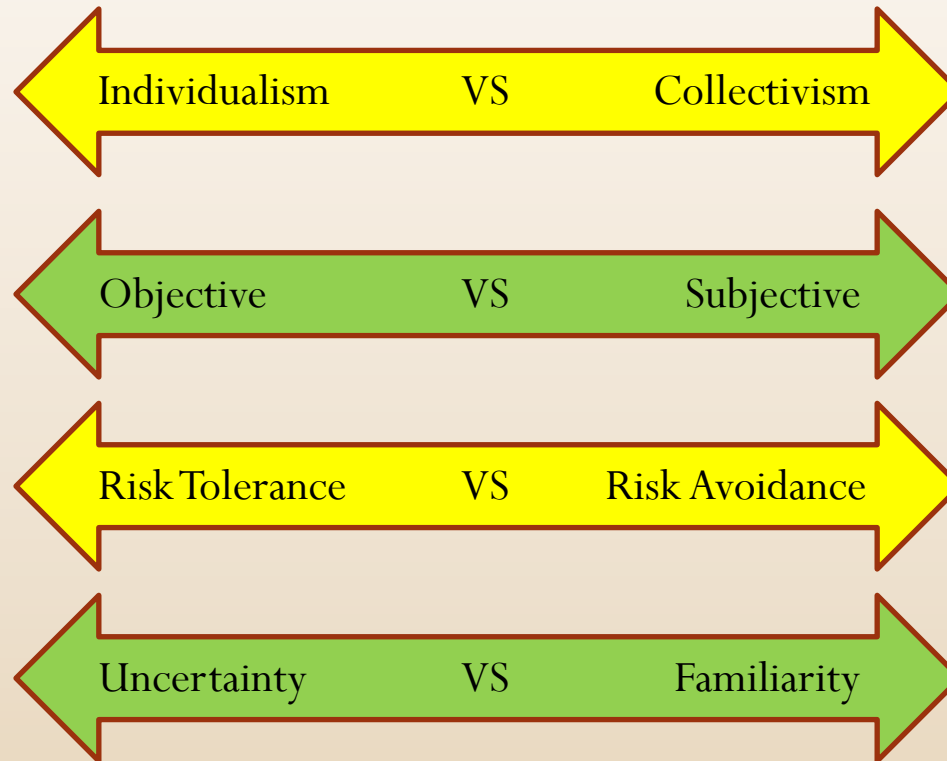 Individualism VS Collectivism
Objective VS Subjective
Risk Tolerance VS Risk Avoidance
Uncertainty VS Familiarity